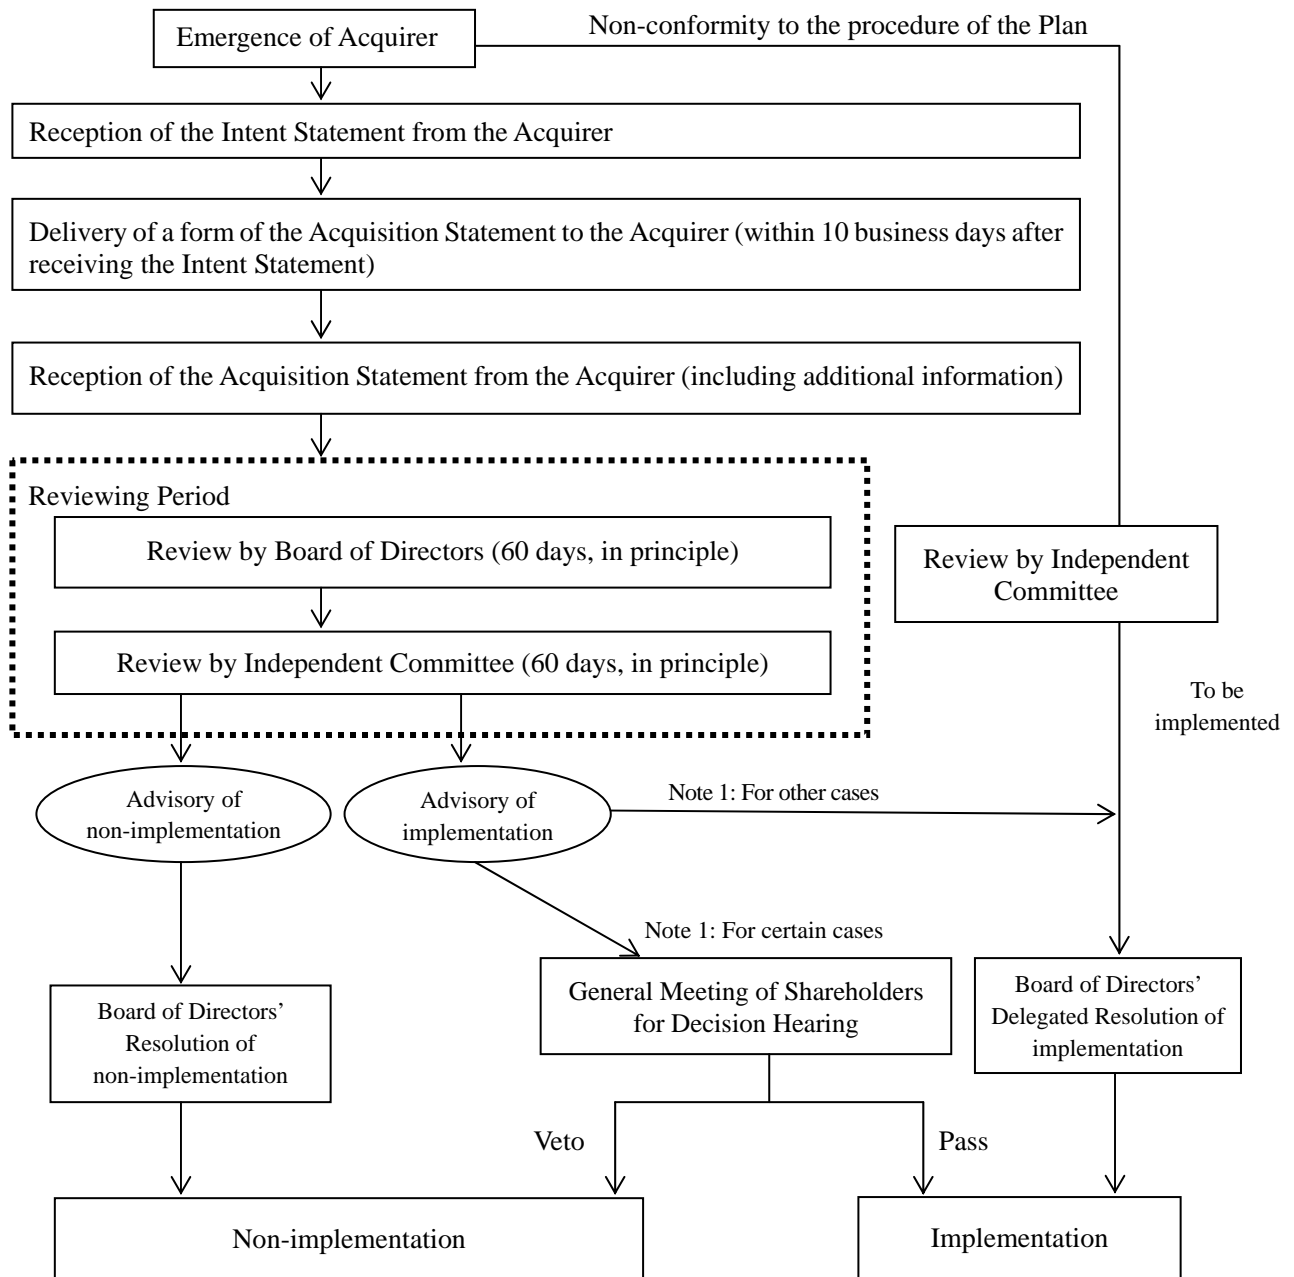 Emergence of Acquirer
Non-conformity to the procedure of the Plan
Reception of the Intent Statement from the Acquirer
Delivery of a form of the Acquisition Statement to the Acquirer (within 10 business days after
receiving the Intent Statement)
Reception of the Acquisition Statement from the Acquirer (including additional information)
Reviewing Period
Review by Board of Directors (60 days, in principle)
Review by Independent Committee (60 days, in principle)
Review by Independent
Committee
To be
implemented
Advisory of
non-implementation
Advisory of
implementation
Note 1: For other cases
Note 1: For certain cases
Board of Directors’
Resolution of
non-implementation
General Meeting of Shareholders
for Decision Hearing
Board of Directors’
Delegated Resolution of
implementation
Veto
Pass
Non-implementation
Implementation